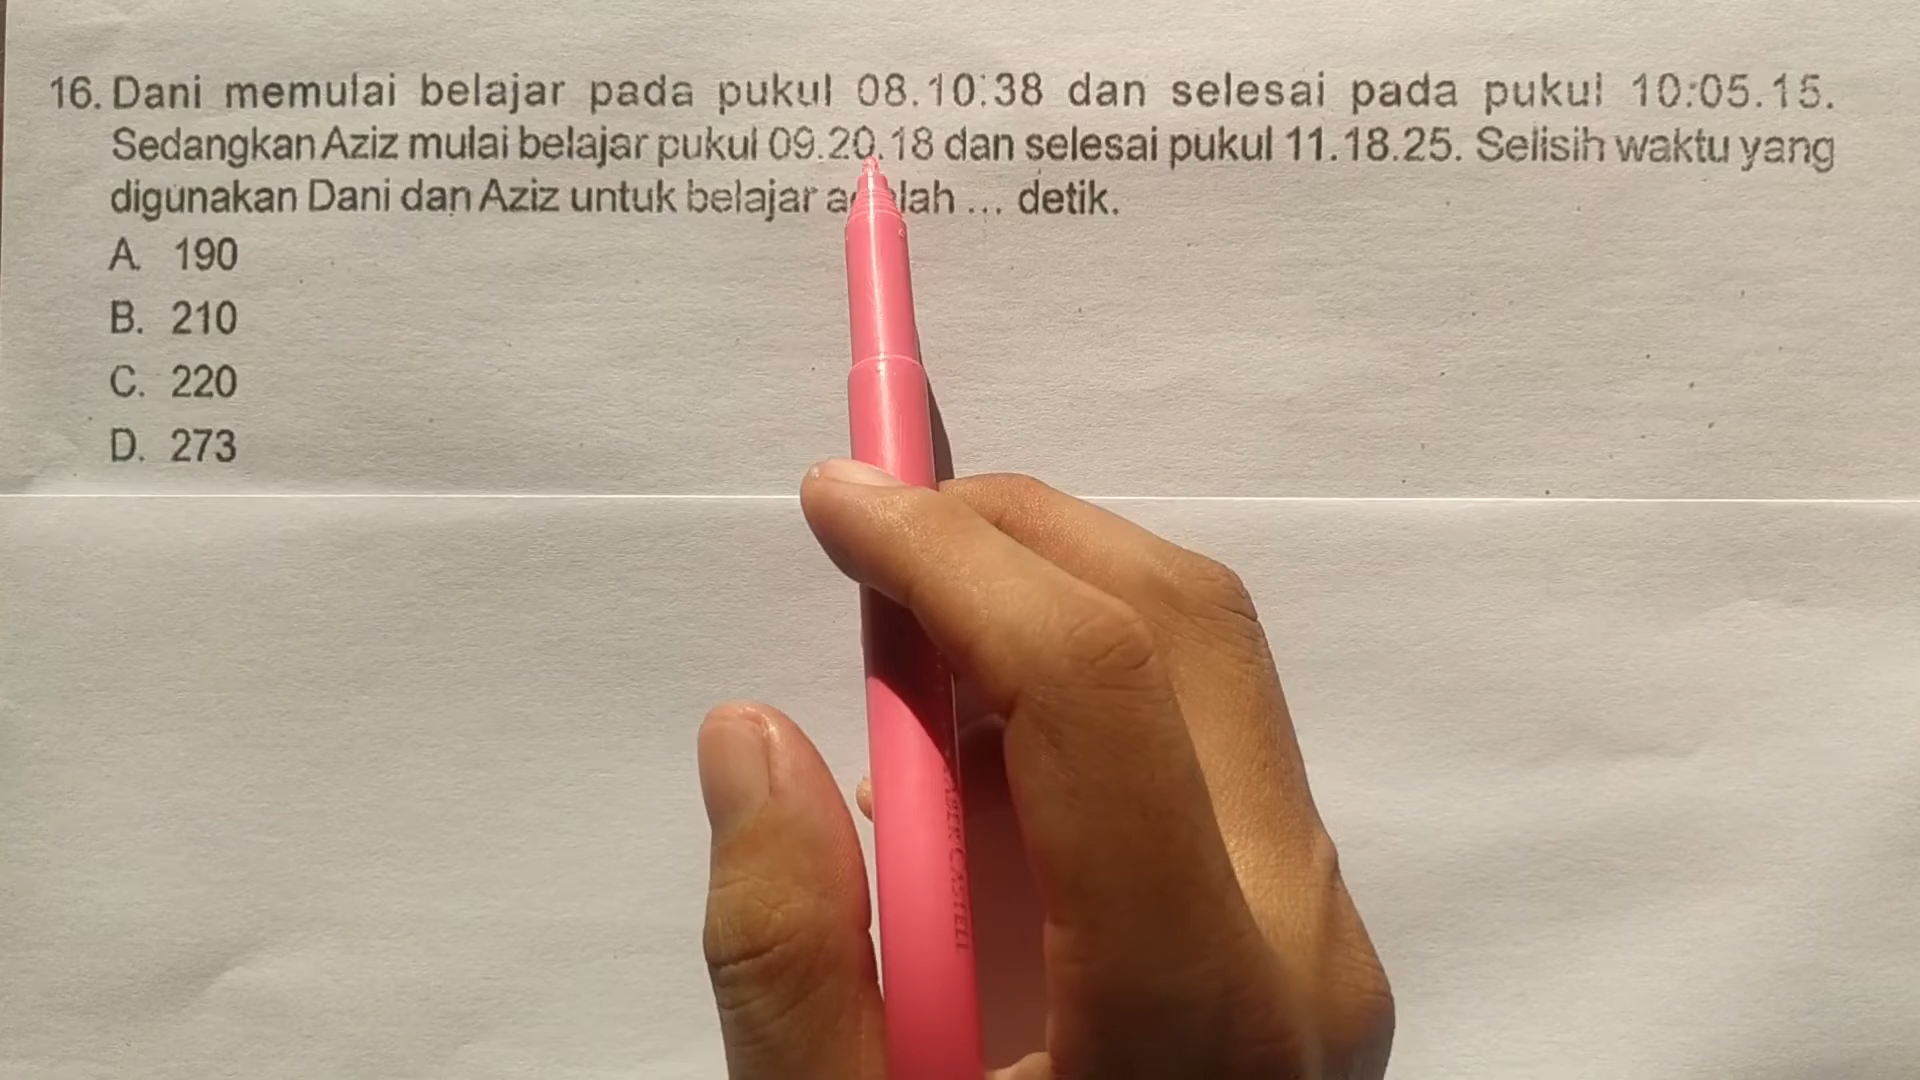 16. Dani memulai belajar pada pukul 08.10:38 dan selesai pada pukul 10:05.15.
Sedangkan Aziz mulai belajar pukul 09.20.18 dan selesai pukul 11.18.25. Selisih waktu yang
digunakan Dani dan Aziz untuk belajar adalah ... detik.
A. 190
B. 210
C. 220
D. 273